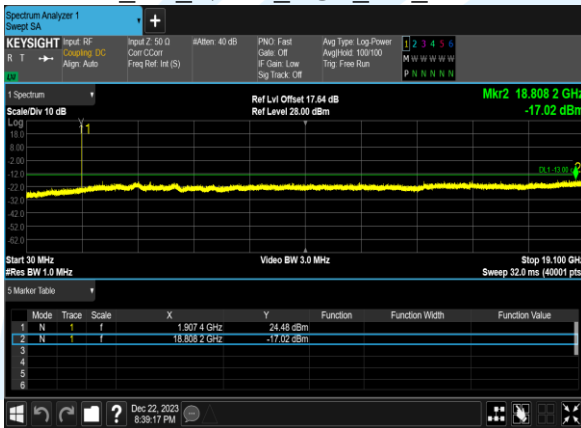 Spectrum Analyzer 1
Swept SA
+
KEYSIGHT Input: RF Input Z: 50 Ω #Atten: 40 dB PNO: Fast Avg Type: Log-Power 1 2 3 4 5 6
R T Coupling: DC Corr CCorr Gate: Off Avg|Hold: 100/100 M W W W W W
Align: Auto Freq Ref: Int (S) IF Gain: Low Trig: Free Run
Sig Track: Off P N N N N N
LV
1 Spectrum Ref Lvl Offset 17.64 dB Mkr2 18.808 2 GHz
Scale/Div 10 dB Ref Level 28.00 dBm -17.02 dBm
Log
18.0 1
8.00
-2.00
-12.0 DL1 -13.00 2
-22.0
-32.0
-42.0
-52.0
-62.0
Start 30 MHz Video BW 3.0 MHz Stop 19.100 GHz
#Res BW 1.0 MHz Sweep 32.0 ms (40001 pts
5 Marker Table
Mode Trace Scale X Y Function Function Width Function Value
1 N 1 f 1.907 4 GHz 24.48 dBm
2 N 1 f 18.808 2 GHz -17.02 dBm
3
4
5
6
? Dec 22, 2023
8:39:17 PM